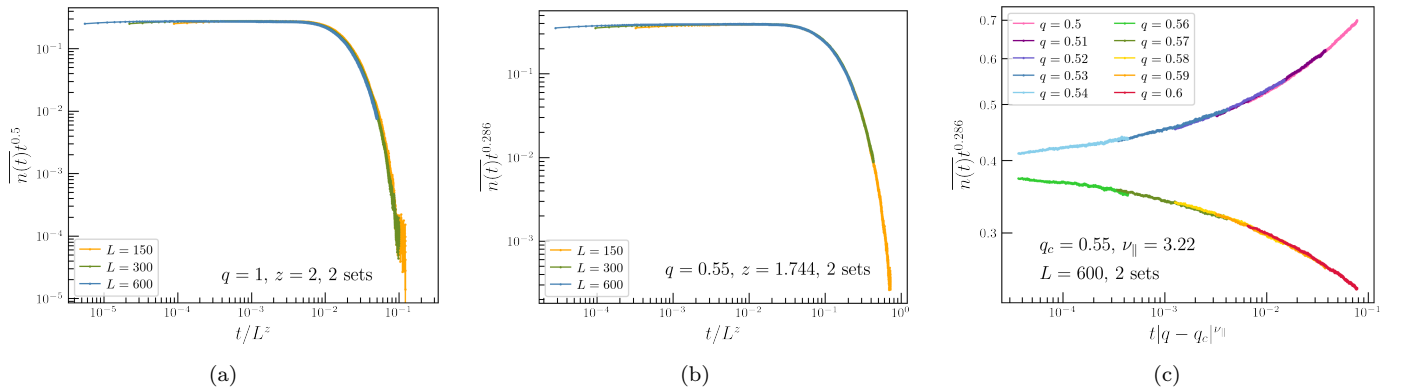 10⁻¹
10⁻²
10⁻³
10⁻⁴
10⁻⁵
$\overline{n(t)}t^{0.5}$
L = 150
L = 300
L = 600
q = 1, z = 2, 2 sets
10⁻⁵ 10⁻⁴ 10⁻³ 10⁻² 10⁻¹
t/L^z
(a)
10⁻¹
10⁻²
10⁻³
$\overline{n(t)}t^{0.286}$
L = 150
L = 300
L = 600
q = 0.55, z = 1.744, 2 sets
10⁻⁴ 10⁻³ 10⁻² 10⁻¹ 10⁰
t/L^z
(b)
0.7
0.6
0.5
0.4
0.3
$\overline{n(t)}t^{0.286}$
q = 0.5 q = 0.56
q = 0.51 q = 0.57
q = 0.52 q = 0.58
q = 0.53 q = 0.59
q = 0.54 q = 0.6
q_c = 0.55, ν_∥ = 3.22
L = 600, 2 sets
10⁻⁴ 10⁻³ 10⁻² 10⁻¹
t|q − q_c|^{ν_∥}
(c)